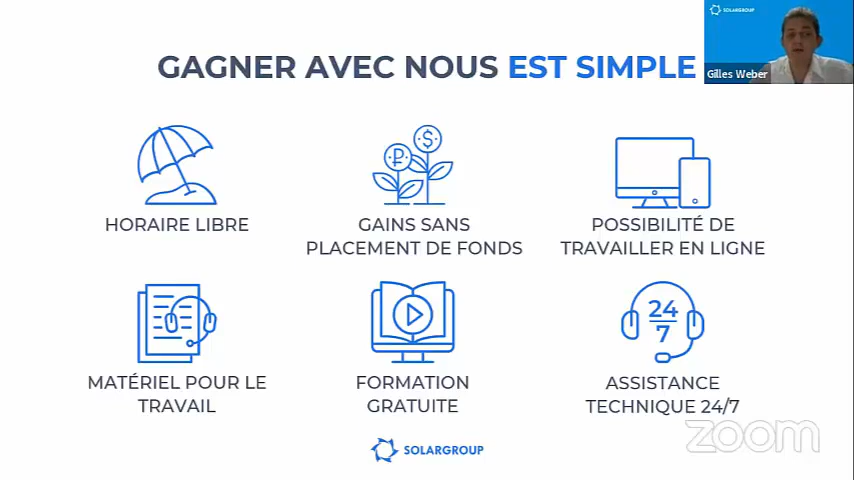 SOLARGROUP
Gilles Weber
GAGNER AVEC NOUS EST SIMPLE
HORAIRE LIBRE
GAINS SANS
PLACEMENT DE FONDS
POSSIBILITÉ DE
TRAVAILLER EN LIGNE
24
7
MATÉRIEL POUR LE
TRAVAIL
FORMATION
GRATUITE
ASSISTANCE
TECHNIQUE 24/7
SOLARGROUP
zoom